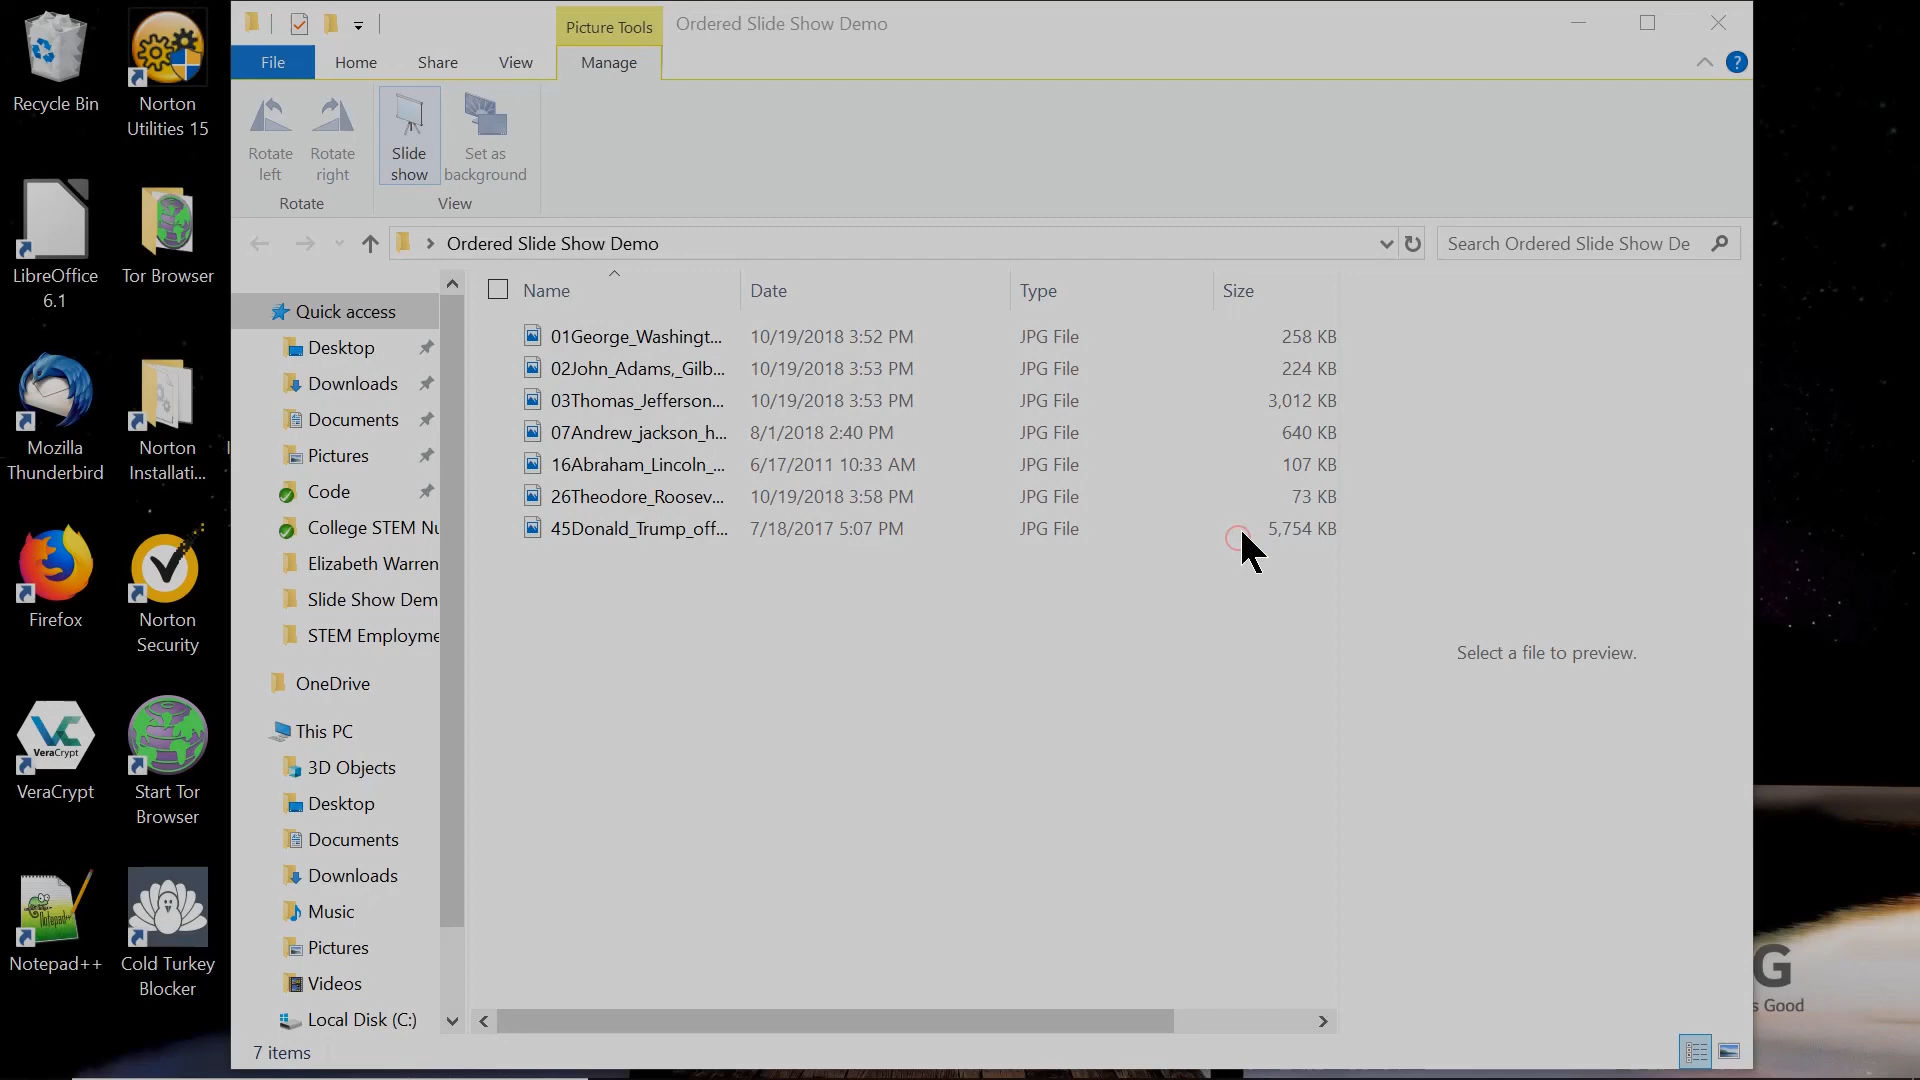 Recycle Bin
Norton
Utilities 15
LibreOffice
6.1
Tor Browser
Mozilla
Thunderbird
Norton
Installati...
Firefox
Norton
Security
VeraCrypt
VeraCrypt
Start Tor
Browser
Notepad++
Notepad++
Cold Turkey
Blocker
Picture Tools
Ordered Slide Show Demo
File
Home
Share
View
Manage
?
Rotate
left
Rotate
right
Slide
show
Set as
background
Rotate
View
Ordered Slide Show Demo
Search Ordered Slide Show De
Quick access
Desktop
Downloads
Documents
Pictures
Code
College STEM Nu
Elizabeth Warren
Slide Show Dem
STEM Employme
OneDrive
This PC
3D Objects
Desktop
Documents
Downloads
Music
Pictures
Videos
Local Disk (C:)
Name Date Type Size
01George_Washingt... 10/19/2018 3:52 PM JPG File 258 KB
02John_Adams,_Gilb... 10/19/2018 3:53 PM JPG File 224 KB
03Thomas_Jefferson... 10/19/2018 3:53 PM JPG File 3,012 KB
07Andrew_jackson_h... 8/1/2018 2:40 PM JPG File 640 KB
16Abraham_Lincoln_... 6/17/2011 10:33 AM JPG File 107 KB
26Theodore_Roosev... 10/19/2018 3:58 PM JPG File 73 KB
45Donald_Trump_off... 7/18/2017 5:07 PM JPG File 5,754 KB
Select a file to preview.
7 items
G
s Good